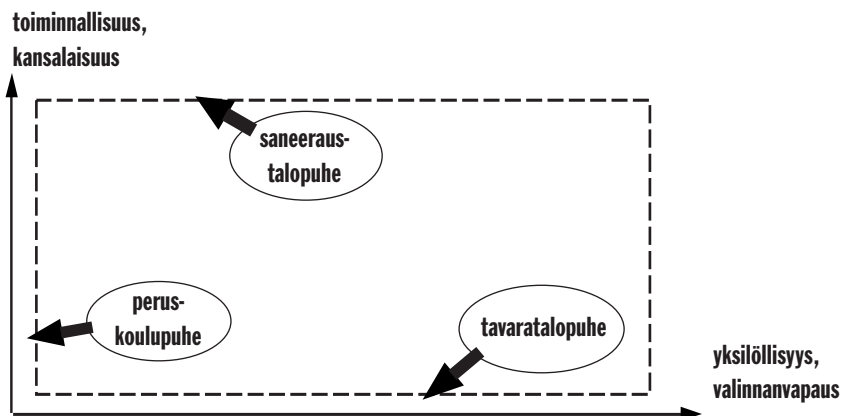 toiminnallisuus,
kansalaisuus
saneeraus-
talopuhe
perus-
koulupuhe
tavaratalopuhe
yksilöllisyys,
valinnanvapaus